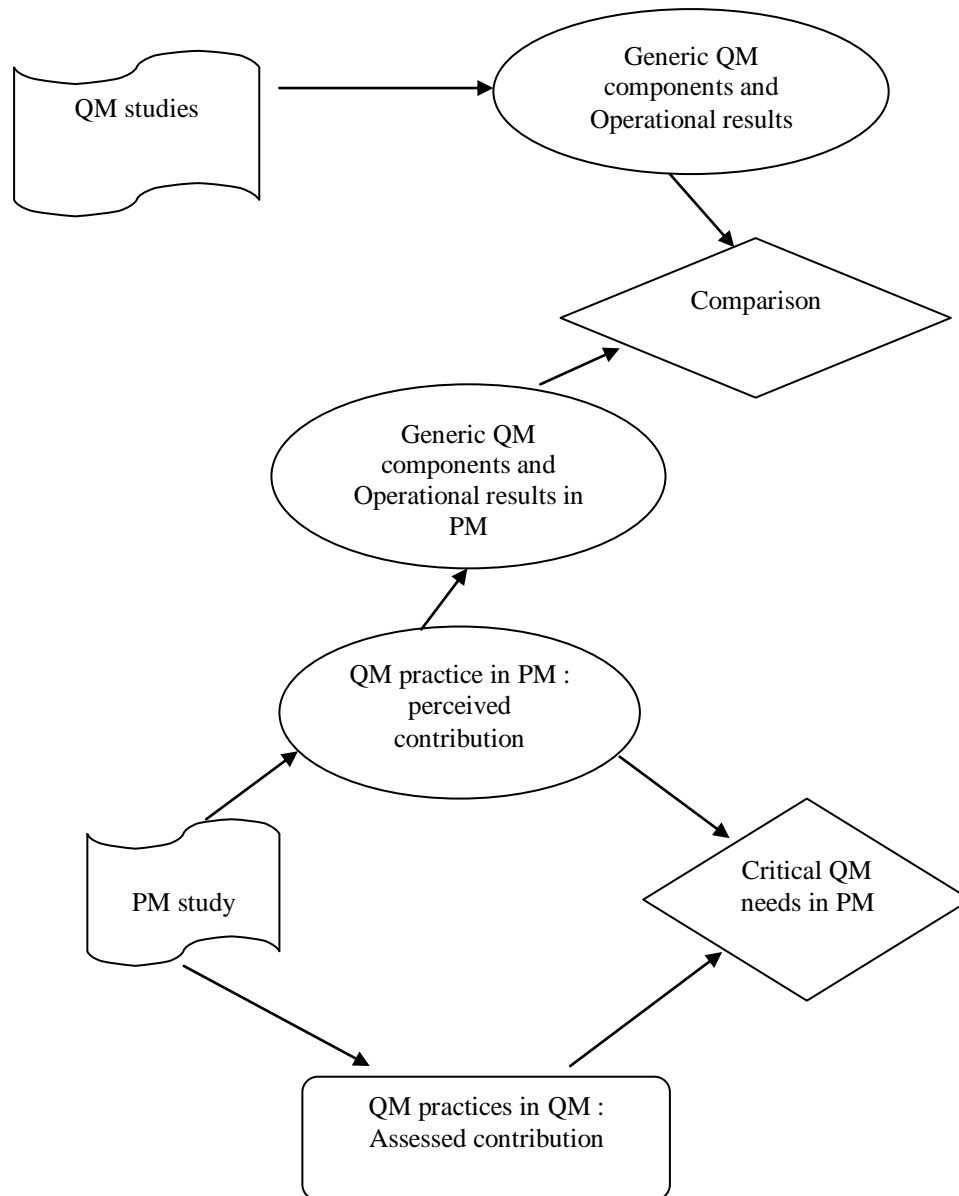 Generic QM
components and
Operational results
QM studies
Comparison
Generic QM
components and
Operational results in
PM
QM practice in PM :
perceived
contribution
Critical QM
needs in PM
PM study
QM practices in QM :
Assessed contribution